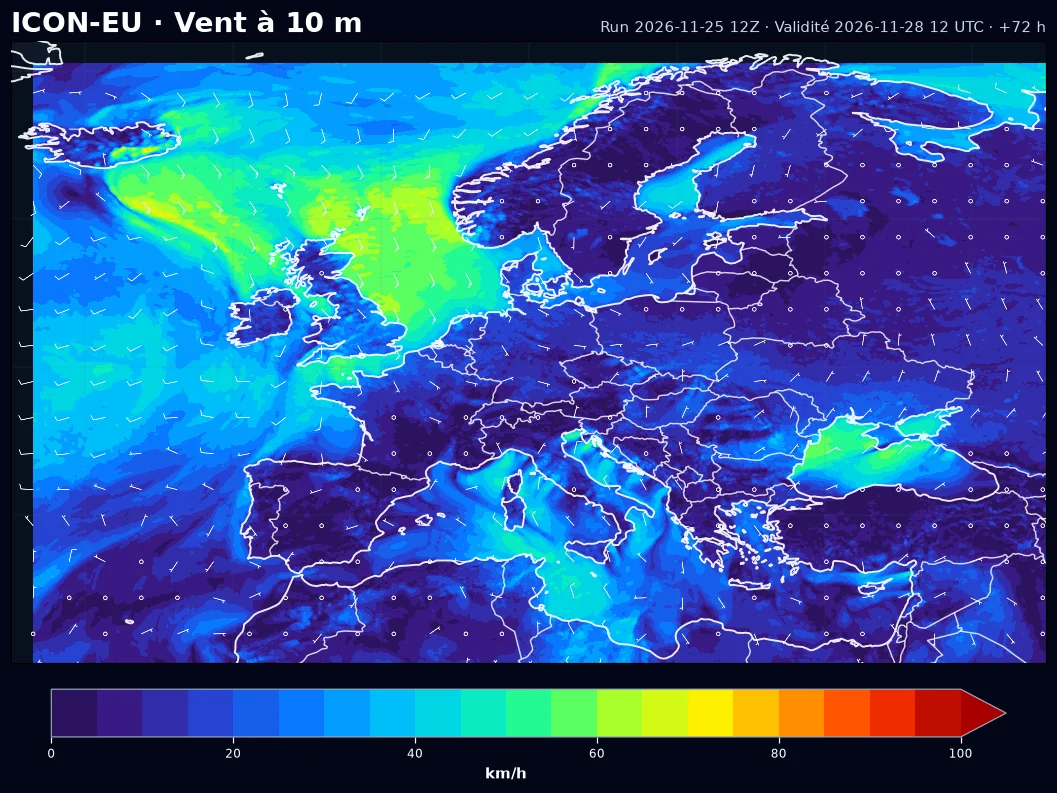 ICON-EU · Vent à 10 m
Run 2026-11-25 12Z · Validité 2026-11-28 12 UTC · +72 h
0 20 40 60 80 100
km/h